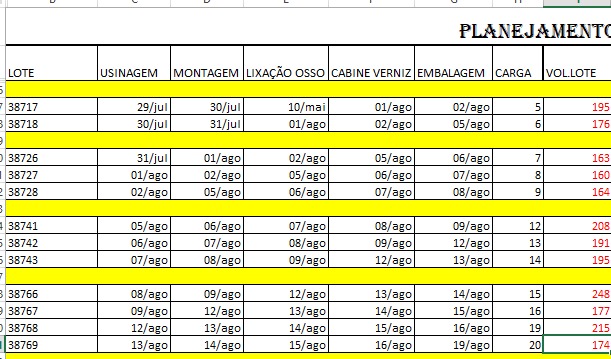 PLANEJAMENTO
LOTE USINAGEM MONTAGEM LIXAÇÃO OSSO CABINE VERNIZ EMBALAGEM CARGA VOL.LOTE
38717 29/jul 30/jul 10/mai 01/ago 02/ago 5 195
38718 30/jul 31/jul 01/ago 02/ago 05/ago 6 176
38726 31/jul 01/ago 02/ago 05/ago 06/ago 7 163
38727 01/ago 02/ago 05/ago 06/ago 07/ago 8 160
38728 02/ago 05/ago 06/ago 07/ago 08/ago 9 164
38741 05/ago 06/ago 07/ago 08/ago 09/ago 12 208
38742 06/ago 07/ago 08/ago 09/ago 12/ago 13 191
38743 07/ago 08/ago 09/ago 12/ago 13/ago 14 195
38766 08/ago 09/ago 12/ago 13/ago 14/ago 15 248
38767 09/ago 12/ago 13/ago 14/ago 15/ago 16 177
38768 12/ago 13/ago 14/ago 15/ago 16/ago 19 215
38769 13/ago 14/ago 15/ago 16/ago 19/ago 20 174